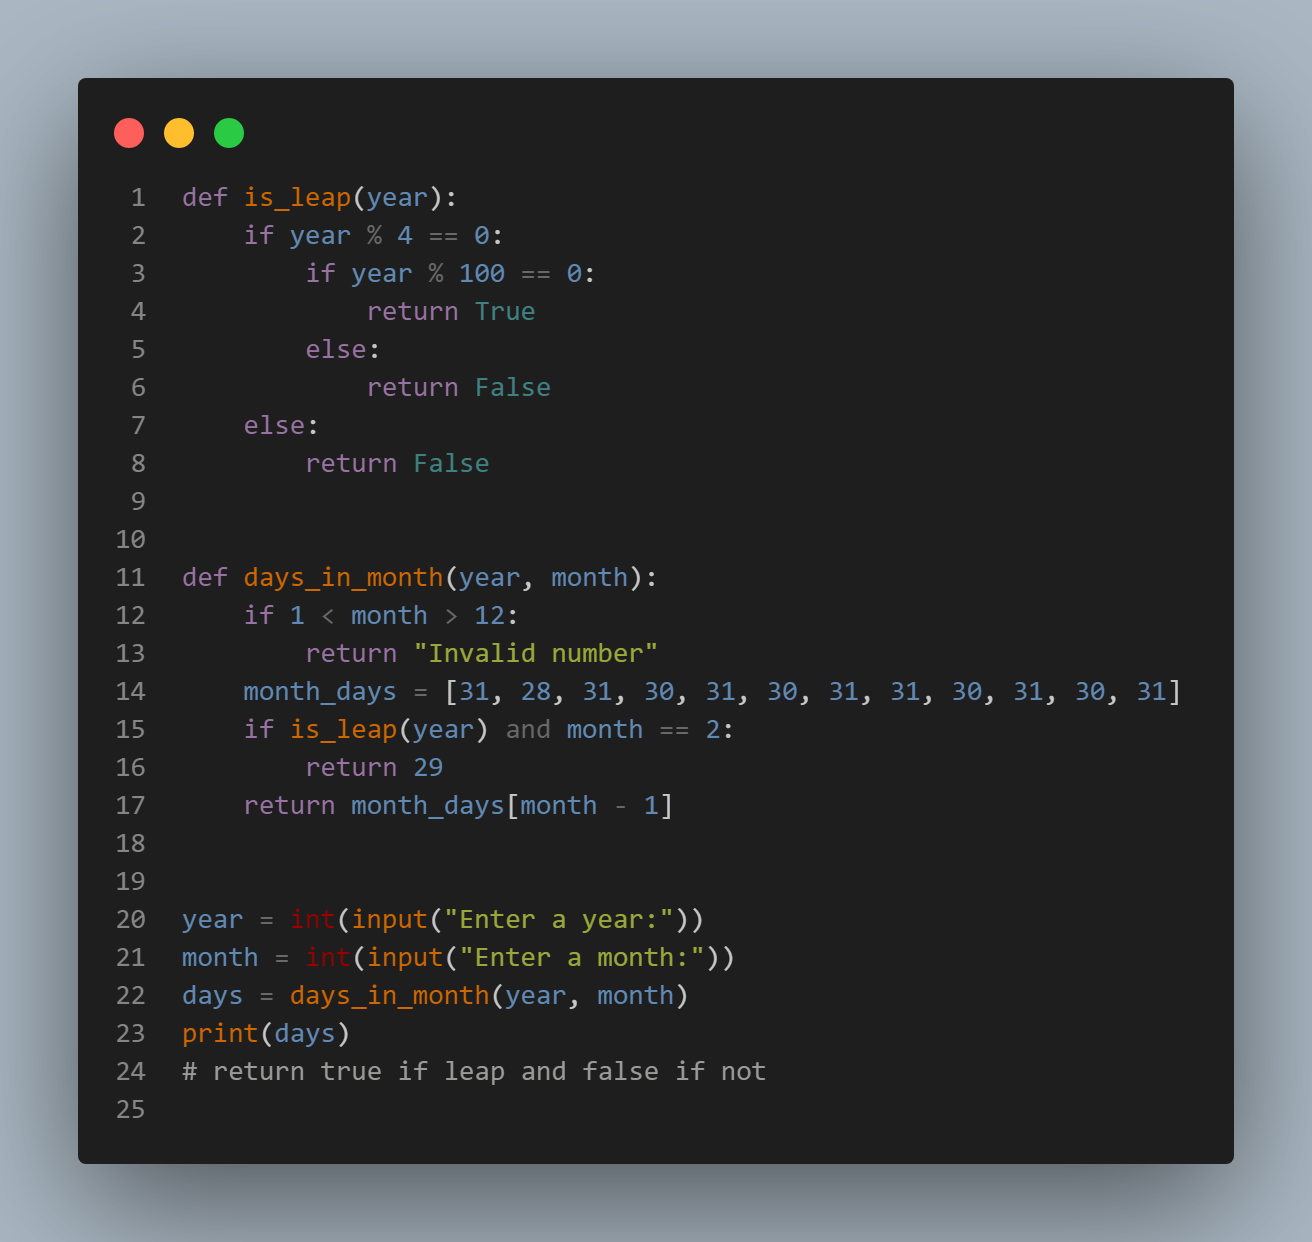 1 def is_leap(year):
2     if year % 4 == 0:
3         if year % 100 == 0:
4             return True
5         else:
6             return False
7     else:
8         return False
9
10
11 def days_in_month(year, month):
12     if 1 < month > 12:
13         return "Invalid number"
14     month_days = [31, 28, 31, 30, 31, 30, 31, 31, 30, 31, 30, 31]
15     if is_leap(year) and month == 2:
16         return 29
17     return month_days[month - 1]
18
19
20 year = int(input("Enter a year:"))
21 month = int(input("Enter a month:"))
22 days = days_in_month(year, month)
23 print(days)
24 # return true if leap and false if not
25